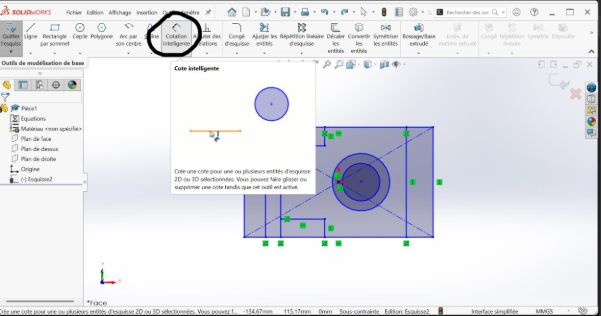 SOLIDWORKS Fichier Edition Affichage Insertion Outils Fenêtre Rechercher des
Quitter l'esquisse
Ligne
Rectangle par sommet
Cercle
Polygone
Arc par son centre
Cotation intelligente
Ajouter des relations
Congé d'esquisse
Ajuster les entités
Répétition linéaire d'esquisse
Décaler les entités
Convertir les entités
Symétriser les entités
Bossage/Base extrudé
Enlèv. de matière extrudé
Congé
Répétition linéaire
Symétrie
Dépouille
Outils de modélisation de base
Pièce1
Equations
Matériau <non spécifié>
Plan de face
Plan de dessus
Plan de droite
Origine
(-) Esquisse2
Cote intelligente
Crée une cote pour une ou plusieurs entités d'esquisse
2D ou 3D sélectionnées. Vous pouvez faire glisser ou
supprimer une cote tandis que cet outil est activé.
*Face
Crée une cote pour une ou plusieurs entités d'esquisse 2D ou 3D sélectionnées. Vous pouvez f... -134.67mm 115.17mm 0mm Sous-contrainte Edition: Esquisse2 Interface simplifiée MMGS